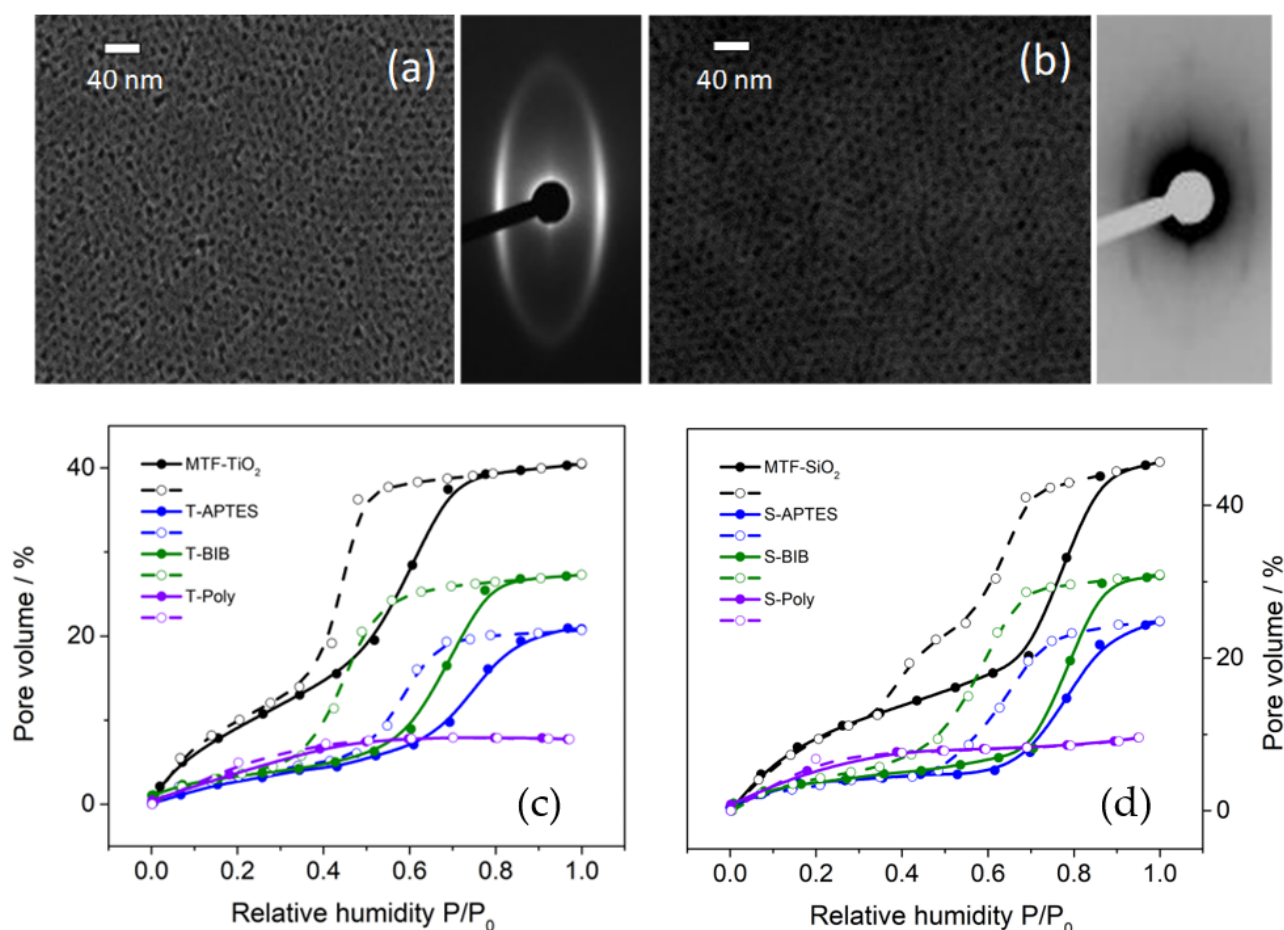 (a)
40 nm
(b)
40 nm
MTF-TiO₂
T-APTES
T-BIB
T-Poly
40
20
0
Pore volume / %
(c)
0.0 0.2 0.4 0.6 0.8 1.0
Relative humidity P/P₀
MTF-SiO₂
S-APTES
S-BIB
S-Poly
40
20
0
Pore volume / %
(d)
0.0 0.2 0.4 0.6 0.8 1.0
Relative humidity P/P₀